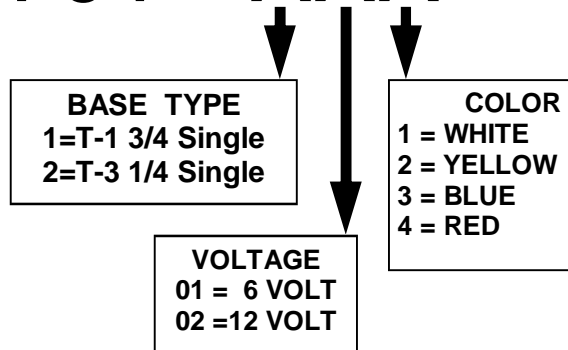 BASE TYPE
1=T-1 3/4 Single
2=T-3 1/4 Single
COLOR
1 = WHITE
2 = YELLOW
3 = BLUE
4 = RED
VOLTAGE
01 = 6 VOLT
02 =12 VOLT